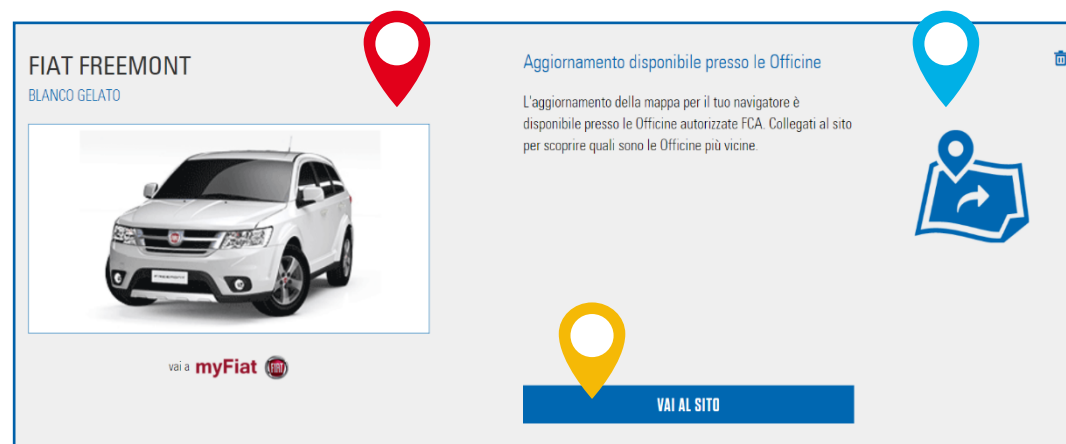 FIAT FREEMONT
BLANCO GELATO
FREEMONT
vai a myFiat FIAT
Aggiornamento disponibile presso le Officine
L'aggiornamento della mappa per il tuo navigatore è
disponibile presso le Officine autorizzate FCA. Collegati al sito
per scoprire quali sono le Officine più vicine.
VAI AL SITO